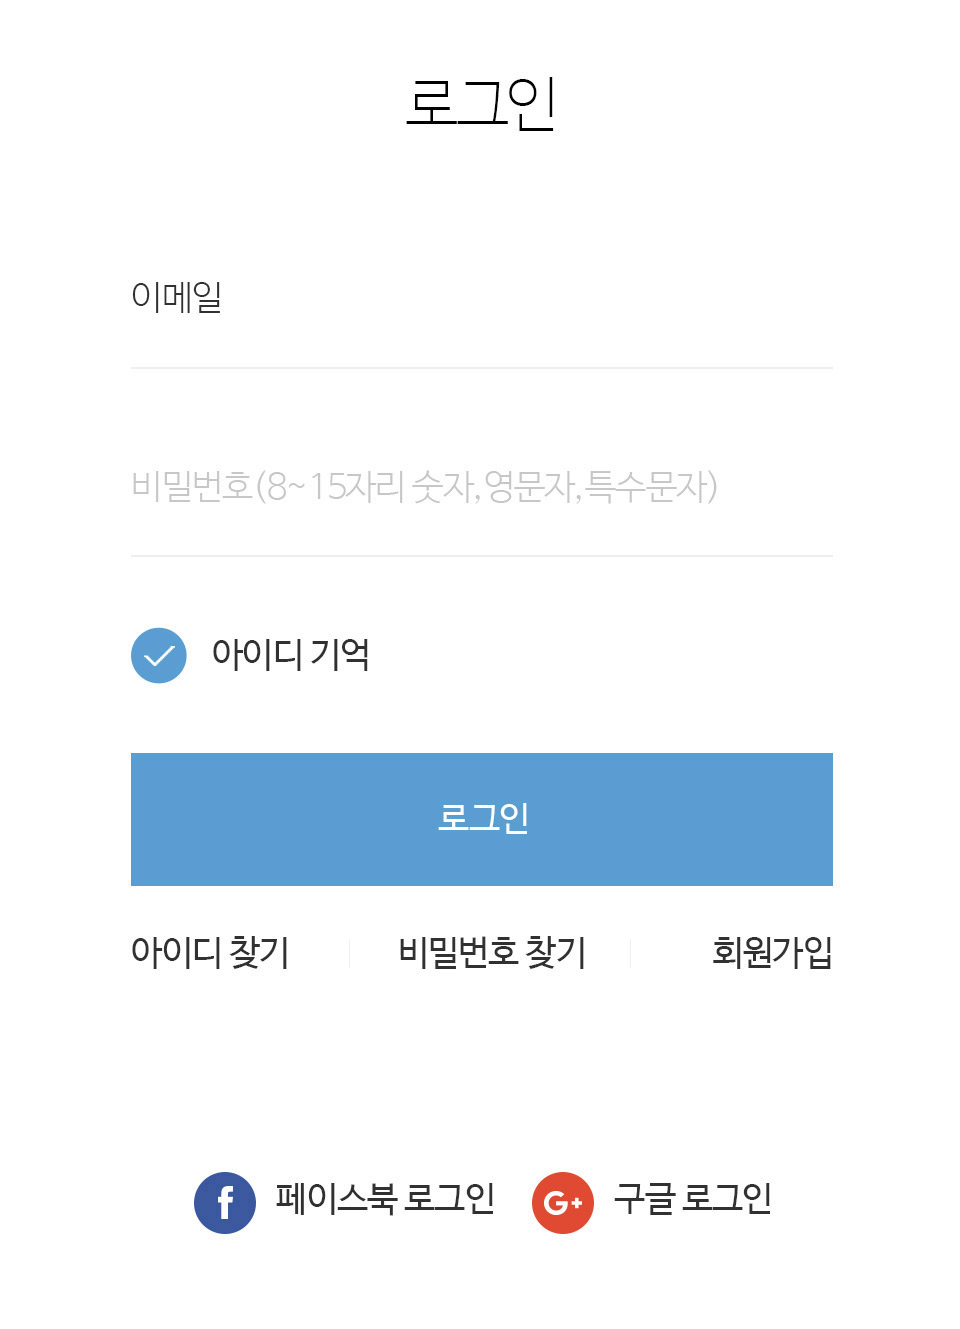 로그인
이메일
비밀번호(8~15자리 숫자,영문자,특수문자)
아이디 기억
로그인
아이디 찾기 비밀번호 찾기 회원가입
f 페이스북 로그인 G+ 구글 로그인